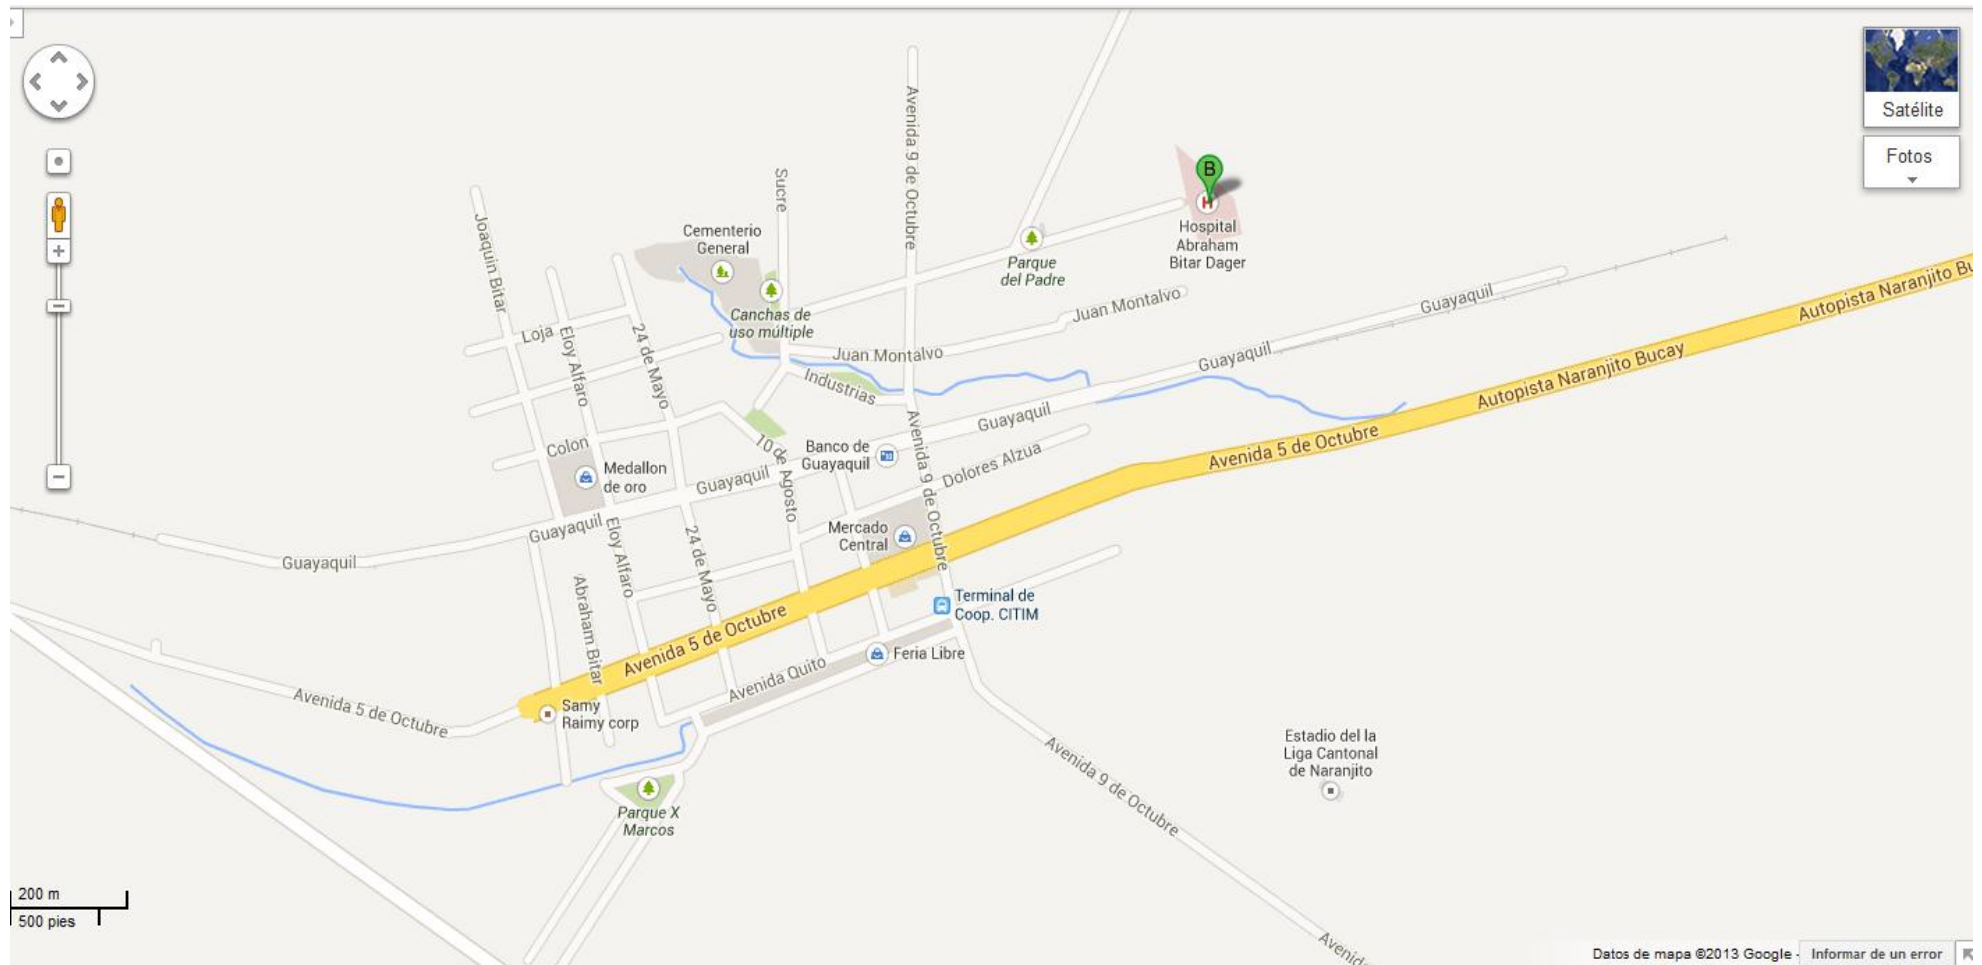 Satélite
Fotos
Avenida 9 de Octubre
Sucre
Joaquin Bitar
Cementerio
General
B
H
Hospital
Abraham
Bitar Dager
Parque
del Padre
Autopista Naranjito Bu
Guayaquil
Juan Montalvo
Canchas de
uso múltiple
Loja
Eloy Alfaro
24 de Mayo
Juan Montalvo
Guayaquil
Autopista Naranjito Bucay
Industrias
Guayaquil
Avenida 5 de Octubre
Colon
10 de Agosto
Banco de
Guayaquil
Avenida 9 de Octubre
Dolores Alzua
Medallon
de oro
Guayaquil
Guayaquil
Mercado
Central
Eloy Alfaro
24 de Mayo
Guayaquil
Abraham Bitar
Terminal de
Coop. CITIM
Avenida 5 de Octubre
Feria Libre
Avenida Quito
Avenida 5 de Octubre
Samy
Raimy corp
Estadio del la
Liga Cantonal
de Naranjito
Avenida 9 de Octubre
Parque X
Marcos
200 m
500 pies
Avenid
Datos de mapa ©2013 Google -
Informar de un error